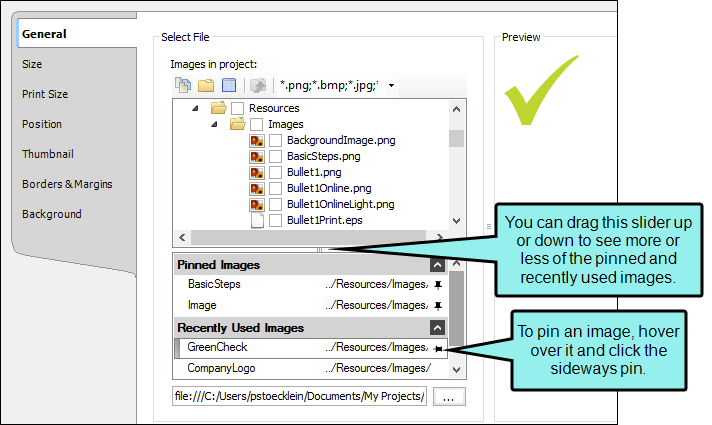 General
Size
Print Size
Position
Thumbnail
Borders & Margins
Background
Select File
Images in project:
*.png;*.bmp;*.jpg;*
Resources
Images
BackgroundImage.png
BasicSteps.png
Bullet1.png
Bullet1Online.png
Bullet1OnlineLight.png
Bullet1Print.eps
Pinned Images
BasicSteps ../Resources/Images/
Image ../Resources/Images/
Recently Used Images
GreenCheck ../Resources/Images/
CompanyLogo ../Resources/Images/
file:///C:/Users/pstoecklein/Documents/My Projects/
...
Preview
You can drag this slider up
or down to see more or
less of the pinned and
recently used images.
To pin an image, hover
over it and click the
sideways pin.